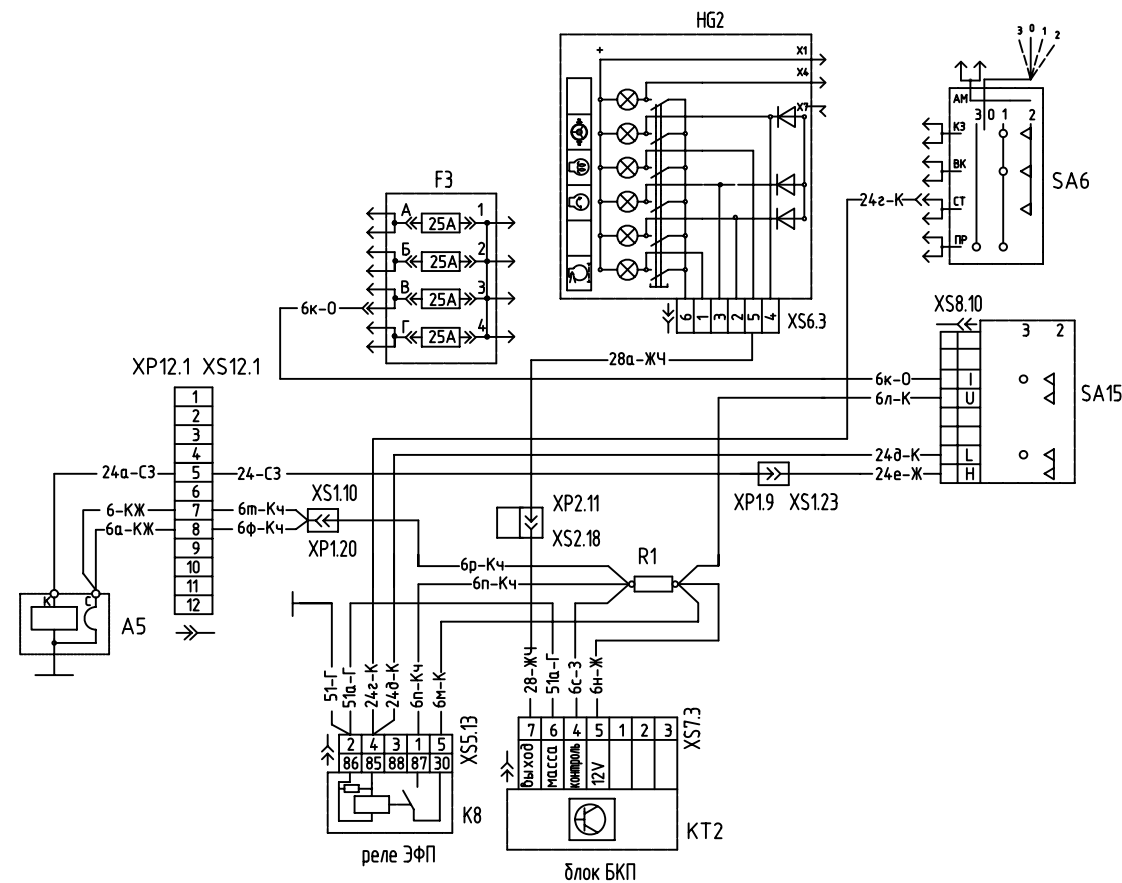 HG2
+
X1
X4
X7
3 0 1 2
АМ
3 0 1 2
КЗ
ВК
СТ
ПР
SA6
24г-К
F3
А 25А 1
Б 25А 2
В 25А 3
Г 25А 4
6к-О
6 1 3 2 5 4
XS6.3
28а-ЖЧ
XS8.10
3 2
6к-О I
6л-К U
24д-К L
24е-Ж H
SA15
XP12.1 XS12.1
1
2
3
4
24а-СЗ 5 24-СЗ
6
6-КЖ 7 6т-Кч
6а-КЖ 8 6ф-Кч
9
10
11
12
XS1.10
XP1.20
XP1.9 XS1.23
XP2.11
XS2.18
R1
6р-Кч
6п-Кч
К С
А5
51-Г
51а-Г
24г-К
24д-К
6п-Кч
6м-К
28-ЖЧ
51а-Г
6с-З
6н-Ж
XS5.13
2 4 3 1 5
86 85 88 87 30
К8
реле ЭФП
XS7.3
7 6 4 5 1 2 3
выход
масса
контроль
12V
КТ2
блок БКП